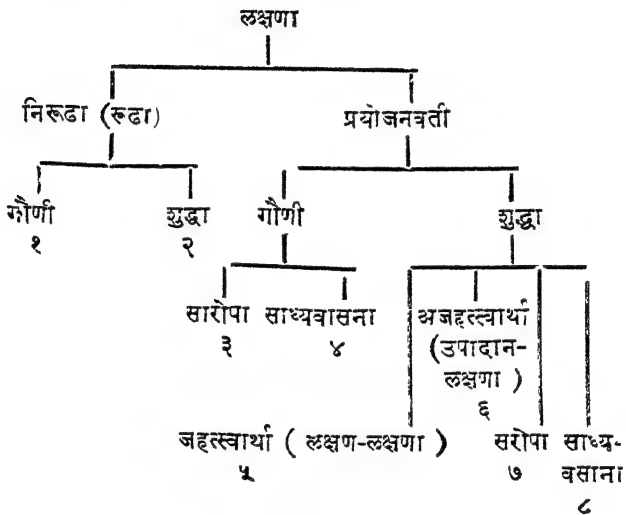 लक्षणा
निरूढा (रूढा) प्रयोजनवती
गौणी शुद्धा गौणी शुद्धा
१ २
सारोपा साध्यवासना अजहत्स्वार्था
३ ४ (उपादान-
लक्षणा)
६
जहत्स्वार्था ( लक्षण-लक्षणा ) सरोपा साध्य-
५ ७ वसाना
८